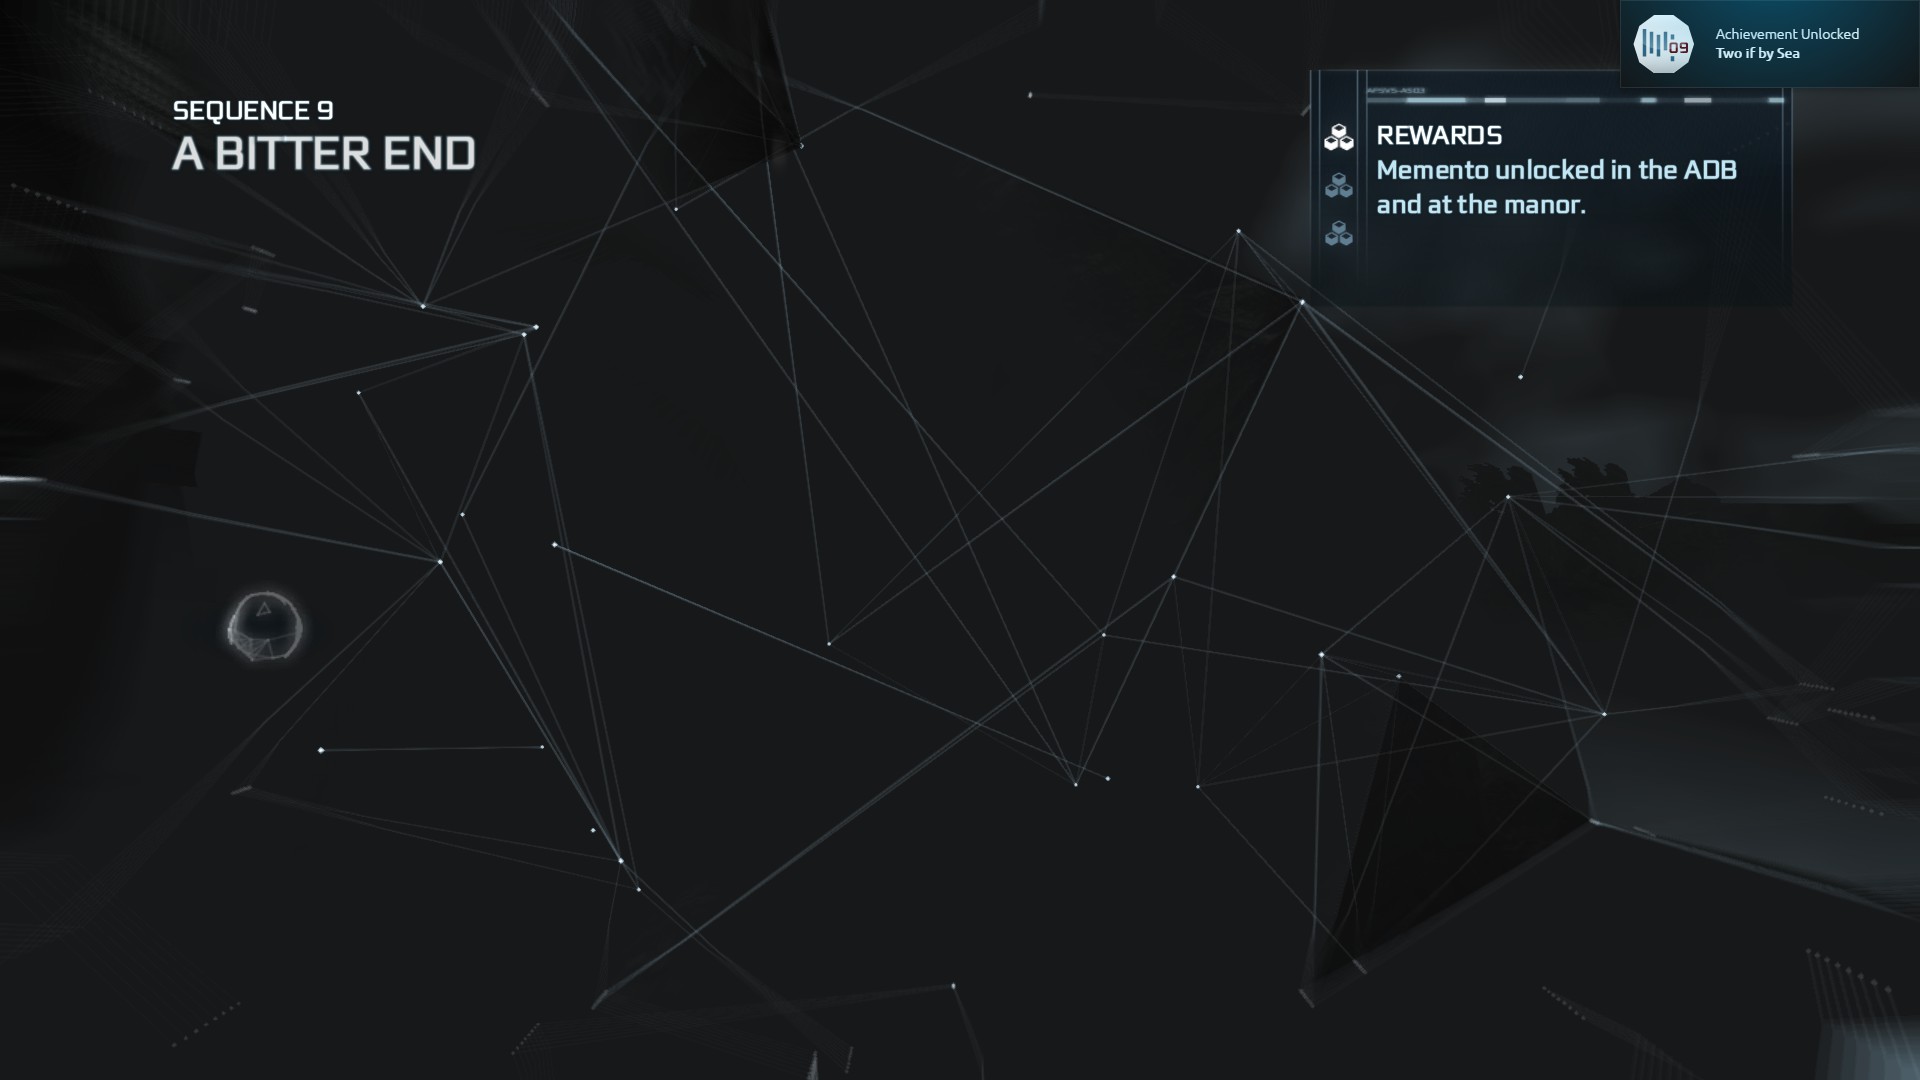 Achievement Unlocked
Two if by Sea
09
SEQUENCE 9
A BITTER END
REWARDS
Memento unlocked in the ADB
and at the manor.